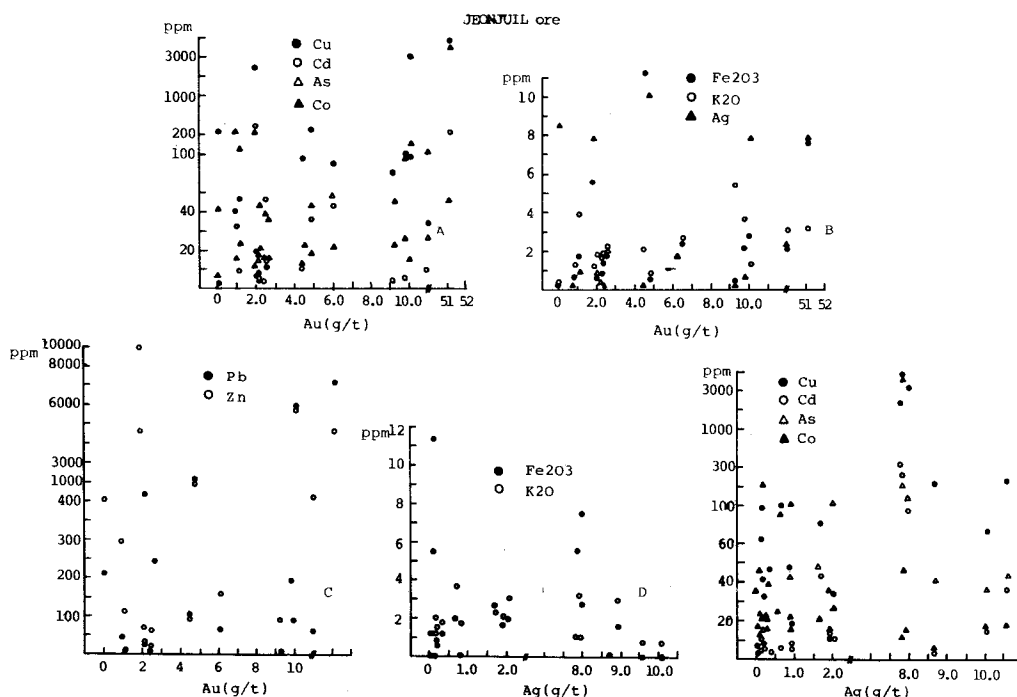 JEONJUIL ore
ppm
3000
1000
200
100
40
20
Cu
Cd
As
Co
A
0 2.0 4.0 6.0 8.0 10.0 51 52
Au(g/t)
ppm
10
8
6
4
2
Fe2O3
K2O
Ag
B
0 2.0 4.0 6.0 8.0 10.0 51 52
Au(g/t)
ppm
10000
8000
6000
3000
1000
400
300
200
100
Pb
Zn
C
0 2.0 4.0 6.0 8.0 10
Au(g/t)
ppm
12
10
8
6
4
2
Fe2O3
K2O
D
0 1.0 2.0 8.0 9.0 10.0
Ag(g/t)
ppm
3000
1000
300
100
60
40
20
Cu
Cd
As
Co
0 1.0 2.0 8.0 9.0 10.0
Ag(g/t)